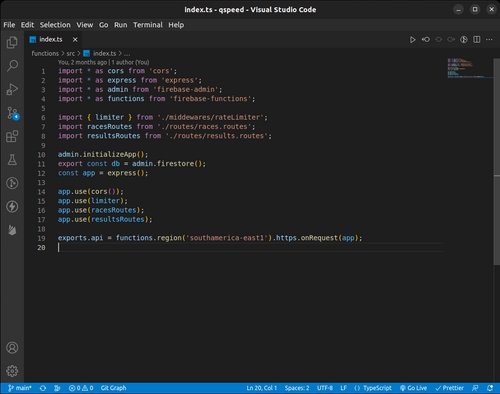 index.ts - qspeed - Visual Studio Code
File Edit Selection View Go Run Terminal Help
index.ts
functions > src > index.ts > ...
You, 2 months ago | 1 author (You)
1 import * as cors from 'cors';
2 import * as express from 'express';
3 import * as admin from 'firebase-admin';
4 import * as functions from 'firebase-functions';
5
6 import { limiter } from './middewares/rateLimiter';
7 import racesRoutes from './routes/races.routes';
8 import resultsRoutes from './routes/results.routes';
9
10 admin.initializeApp();
11 export const db = admin.firestore();
12 const app = express();
13
14 app.use(cors());
15 app.use(limiter);
16 app.use(racesRoutes);
17 app.use(resultsRoutes);
18
19 exports.api = functions.region('southamerica-east1').https.onRequest(app);
20
main* 0 0 Git Graph Ln 20, Col 1 Spaces: 2 UTF-8 LF {} TypeScript Go Live Prettier